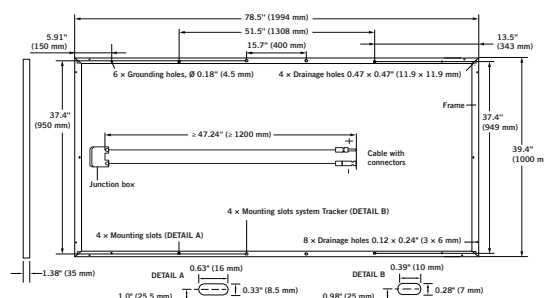 78.5" (1994 mm)
51.5" (1308 mm)
5.91"
(150 mm)
15.7" (400 mm)
13.5"
(343 mm)
6 × Grounding holes, Ø 0.18" (4.5 mm)
4 × Drainage holes 0.47 × 0.47" (11.9 × 11.9 mm)
37.4"
(950 mm)
Frame
37.4"
(949 mm)
39.4"
(1000 m
≥ 47.24" (≥ 1200 mm)
+
Cable with
connectors
-
Junction box
4 × Mounting slots system Tracker (DETAIL B)
4 × Mounting slots (DETAIL A)
8 × Drainage holes 0.12 × 0.24" (3 × 6 mm)
1.38" (35 mm)
DETAIL A
0.63" (16 mm)
0.33" (8.5 mm)
1.0" (25.5 mm)
DETAIL B
0.39" (10 mm)
0.28" (7 mm)
0.98" (25 mm)